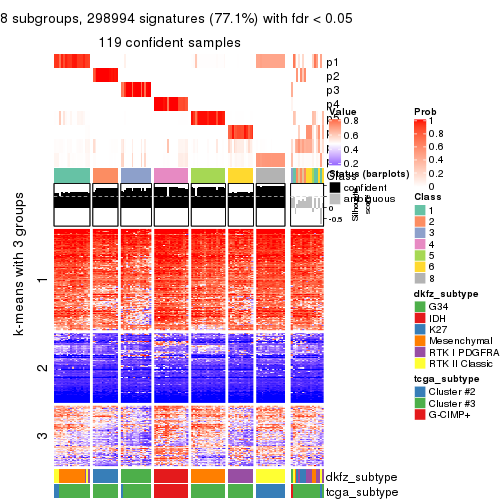 8 subgroups, 298994 signatures (77.1%) with fdr < 0.05
119 confident samples
p1
p2
p3
p4
Value
0.8
0.6
0.4
0.2
Status (barplots)
confident
ambiguous
0
-0.5
Prob
1
0.8
0.6
0.4
0.2
0
Class
1
2
3
4
5
6
8
dkfz_subtype
G34
IDH
K27
Mesenchymal
RTK I PDGFRA
RTK II Classic
tcga_subtype
Cluster #2
Cluster #3
G-CIMP+
k-means with 3 groups
1
2
3
dkfz_subtype
tcga_subtype